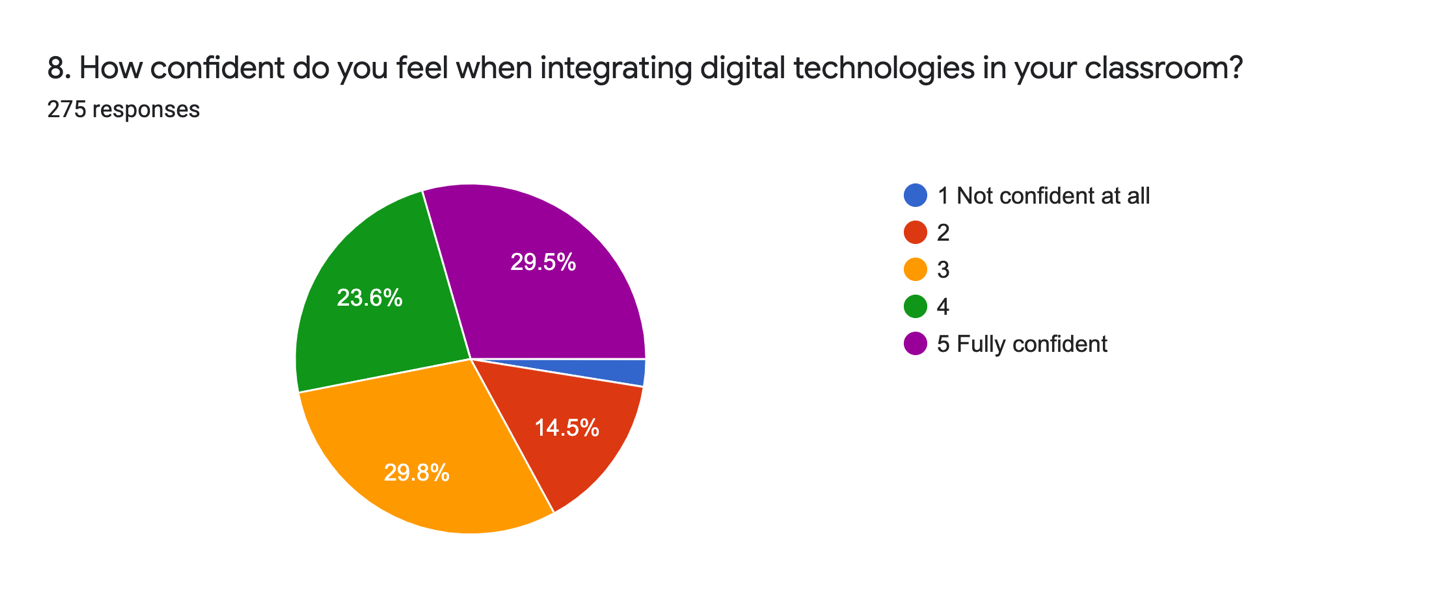 8. How confident do you feel when integrating digital technologies in your classroom?
275 responses
29.5%
23.6%
14.5%
29.8%
1 Not confident at all
2
3
4
5 Fully confident